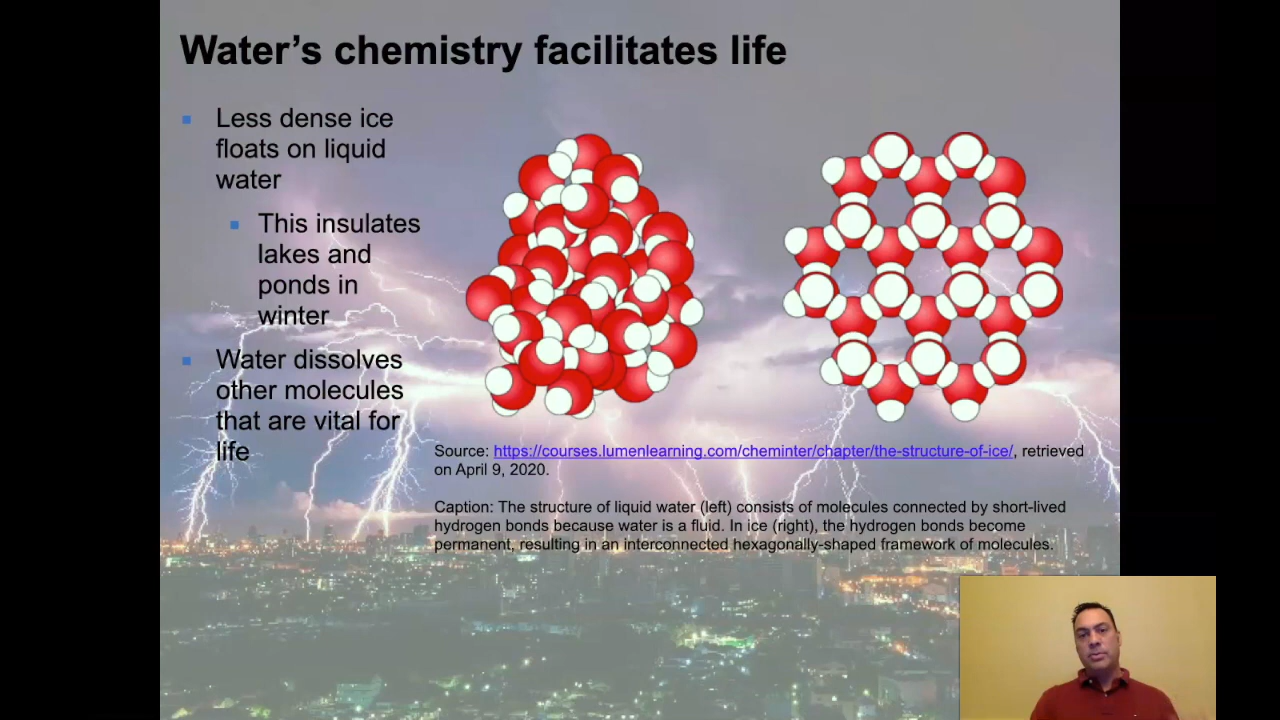 Water’s chemistry facilitates life
Less dense ice
floats on liquid
water
This insulates
lakes and
ponds in
winter
Water dissolves
other molecules
that are vital for
life
Source: https://courses.lumenlearning.com/cheminter/chapter/the-structure-of-ice/, retrieved
on April 9, 2020.
Caption: The structure of liquid water (left) consists of molecules connected by short-lived
hydrogen bonds because water is a fluid. In ice (right), the hydrogen bonds become
permanent, resulting in an interconnected hexagonally-shaped framework of molecules.